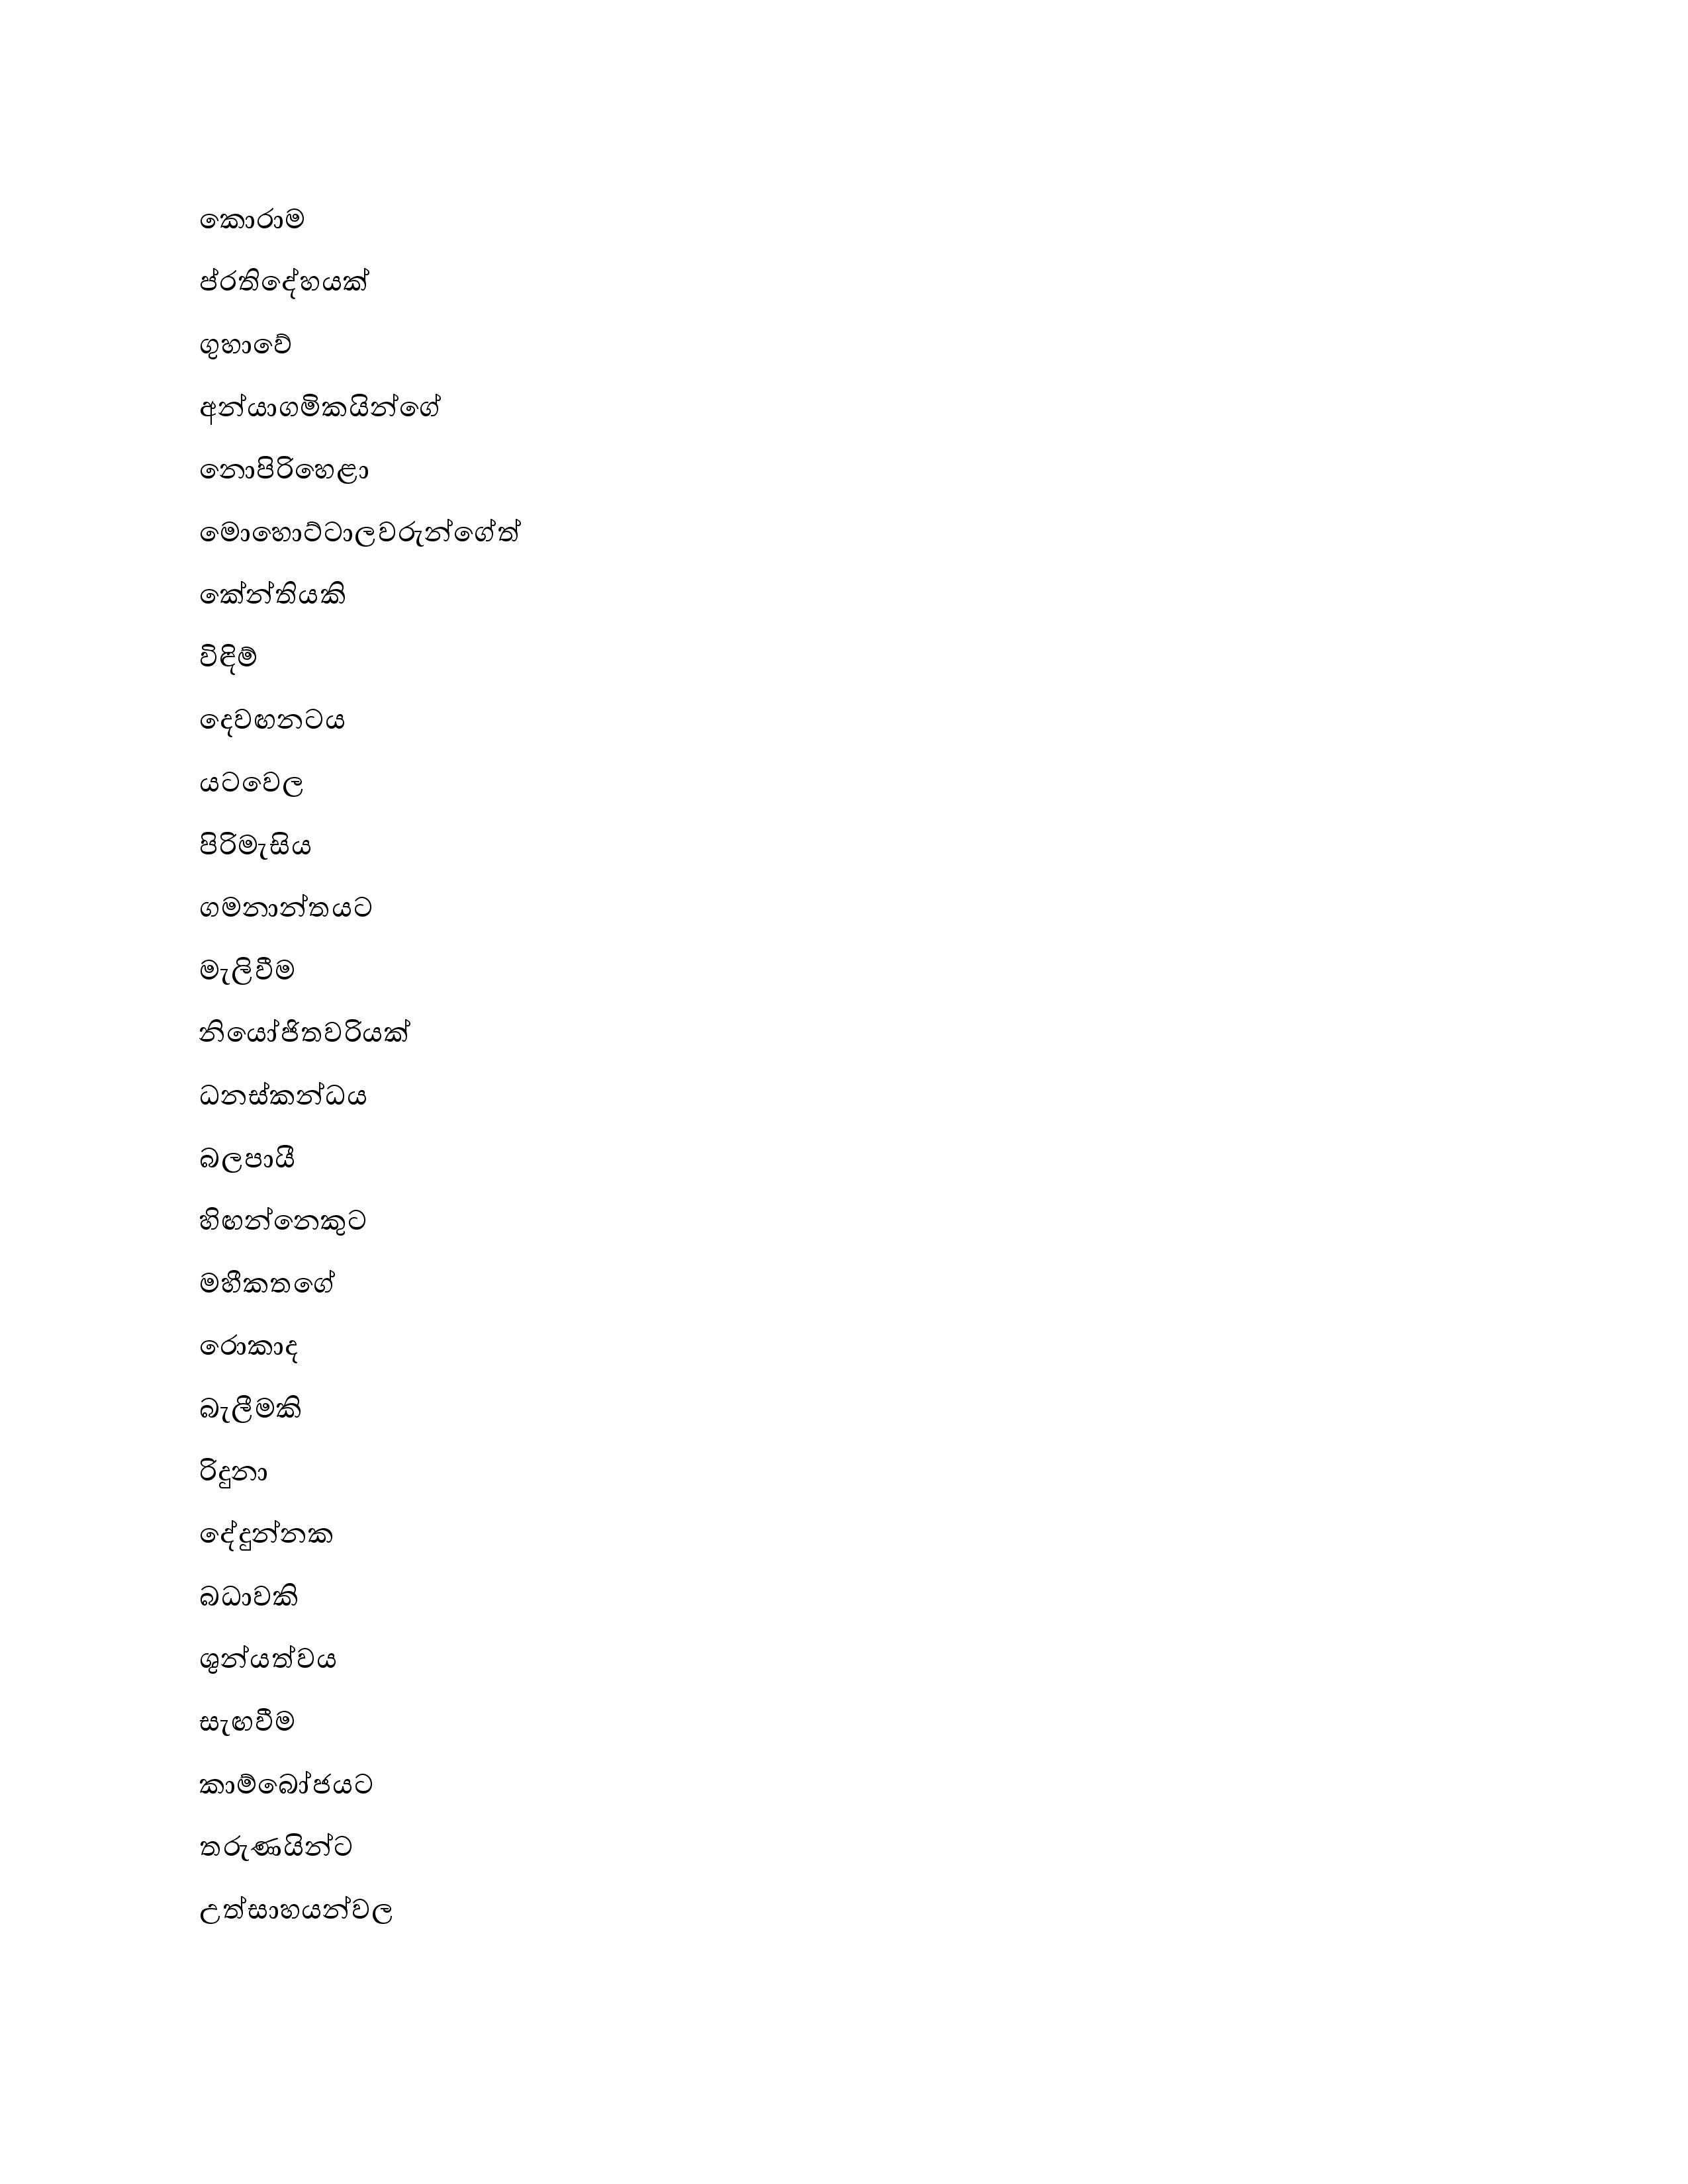 කොරාම
ප්රතිදේහයක්
ගුහාවේ
අන්යාගමිකයින්ගේ
නොපිරිහෙළා
මොහොට්ටාලවරුන්ගේත්
කේන්තියකි
විඳිම්
දෙවඟනටය
යටවෙල
පිරිමැසිය
ගමනාන්තයට
මැලිවීම
නියෝජිතවරියක්
ධනස්කන්ධය
බලපායී
හිඟන්නෙකුට
මහීකතගේ
රොකාද
බැලීමකි
රිදුනා
දේදුන්නක
බධාවකි
ශුන්යත්වය
සැඟවීම
කාම්බෝජයට
තරුණයින්ට
උත්සාහයන්වල